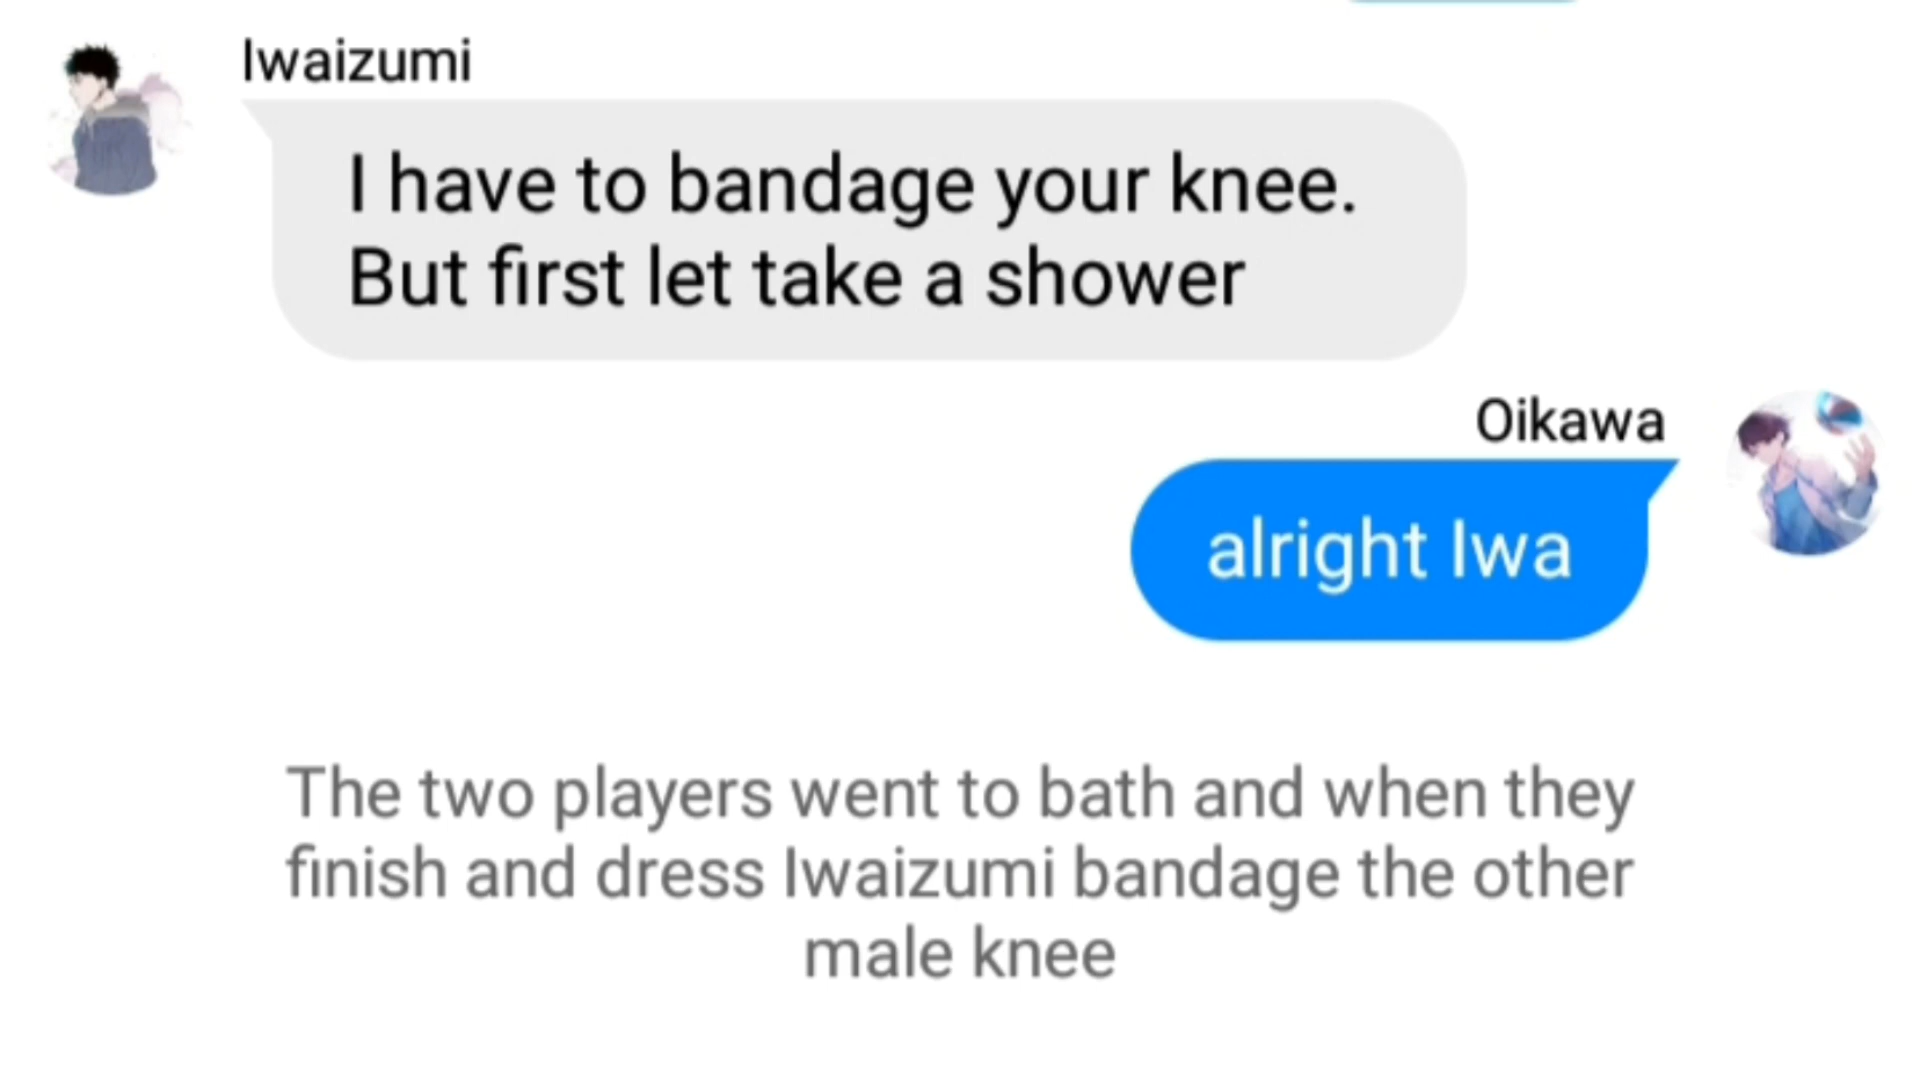 Iwaizumi
I have to bandage your knee.
But first let take a shower
Oikawa
alright Iwa
The two players went to bath and when they
finish and dress Iwaizumi bandage the other
male knee